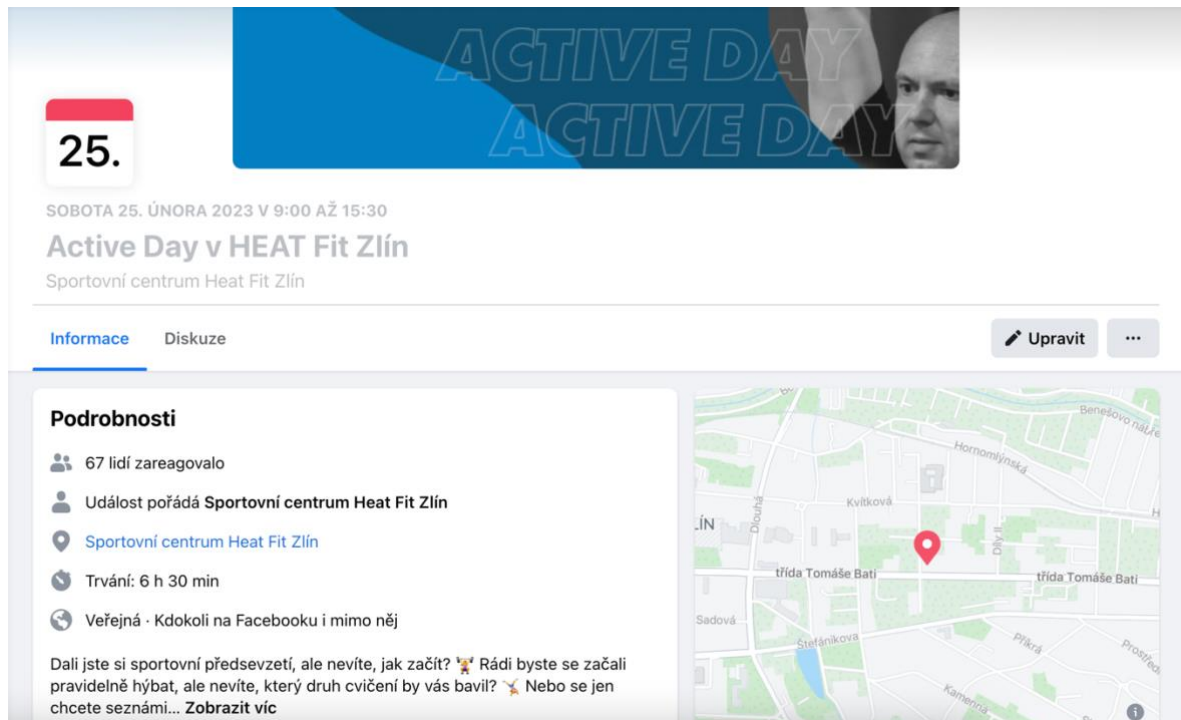 ACTIVE DAY
ACTIVE DAY
25.
SOBOTA 25. ÚNORA 2023 V 9:00 AŽ 15:30
Active Day v HEAT Fit Zlín
Sportovní centrum Heat Fit Zlín
Informace
Diskuze
Upravit
...
Podrobnosti
67 lidí zareagovalo
Událost pořádá Sportovní centrum Heat Fit Zlín
Sportovní centrum Heat Fit Zlín
Trvání: 6 h 30 min
Veřejná · Kdokoli na Facebooku i mimo něj
Dali jste si sportovní předsevzetí, ale nevíte, jak začít? 🏋️ Rádi byste se začali
pravidelně hýbat, ale nevíte, který druh cvičení by vás bavil? 🤸 Nebo se jen
chcete seznámi... Zobrazit víc
Benešovo nábře
Hornomlýnská
Kvítková
Dlouhá
LÍN
Díly II.
třída Tomáše Bati
třída Tomáše Bati
Sadová
Štefánikova
Příkrá
Prostřed
Kamenná